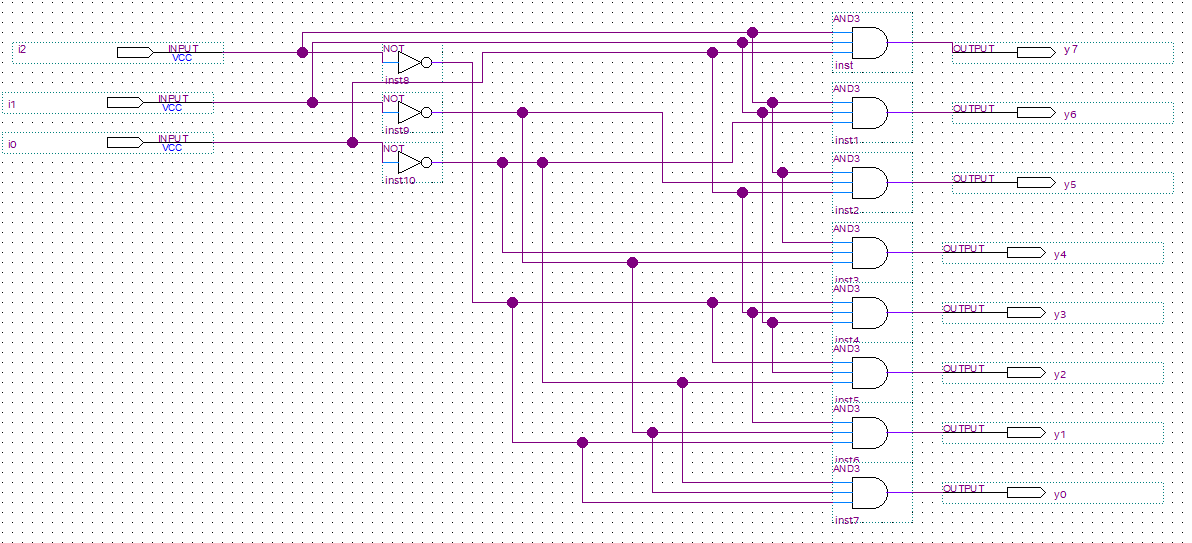 i2
INPUT
VCC
NOT
inst8
i1
INPUT
VCC
NOT
inst9
i0
INPUT
VCC
NOT
inst10
AND3
inst
OUTPUT
y7
AND3
inst1
OUTPUT
y6
AND3
inst2
OUTPUT
y5
AND3
inst3
OUTPUT
y4
AND3
inst4
OUTPUT
y3
AND3
inst5
OUTPUT
y2
AND3
inst6
OUTPUT
y1
AND3
inst7
OUTPUT
y0